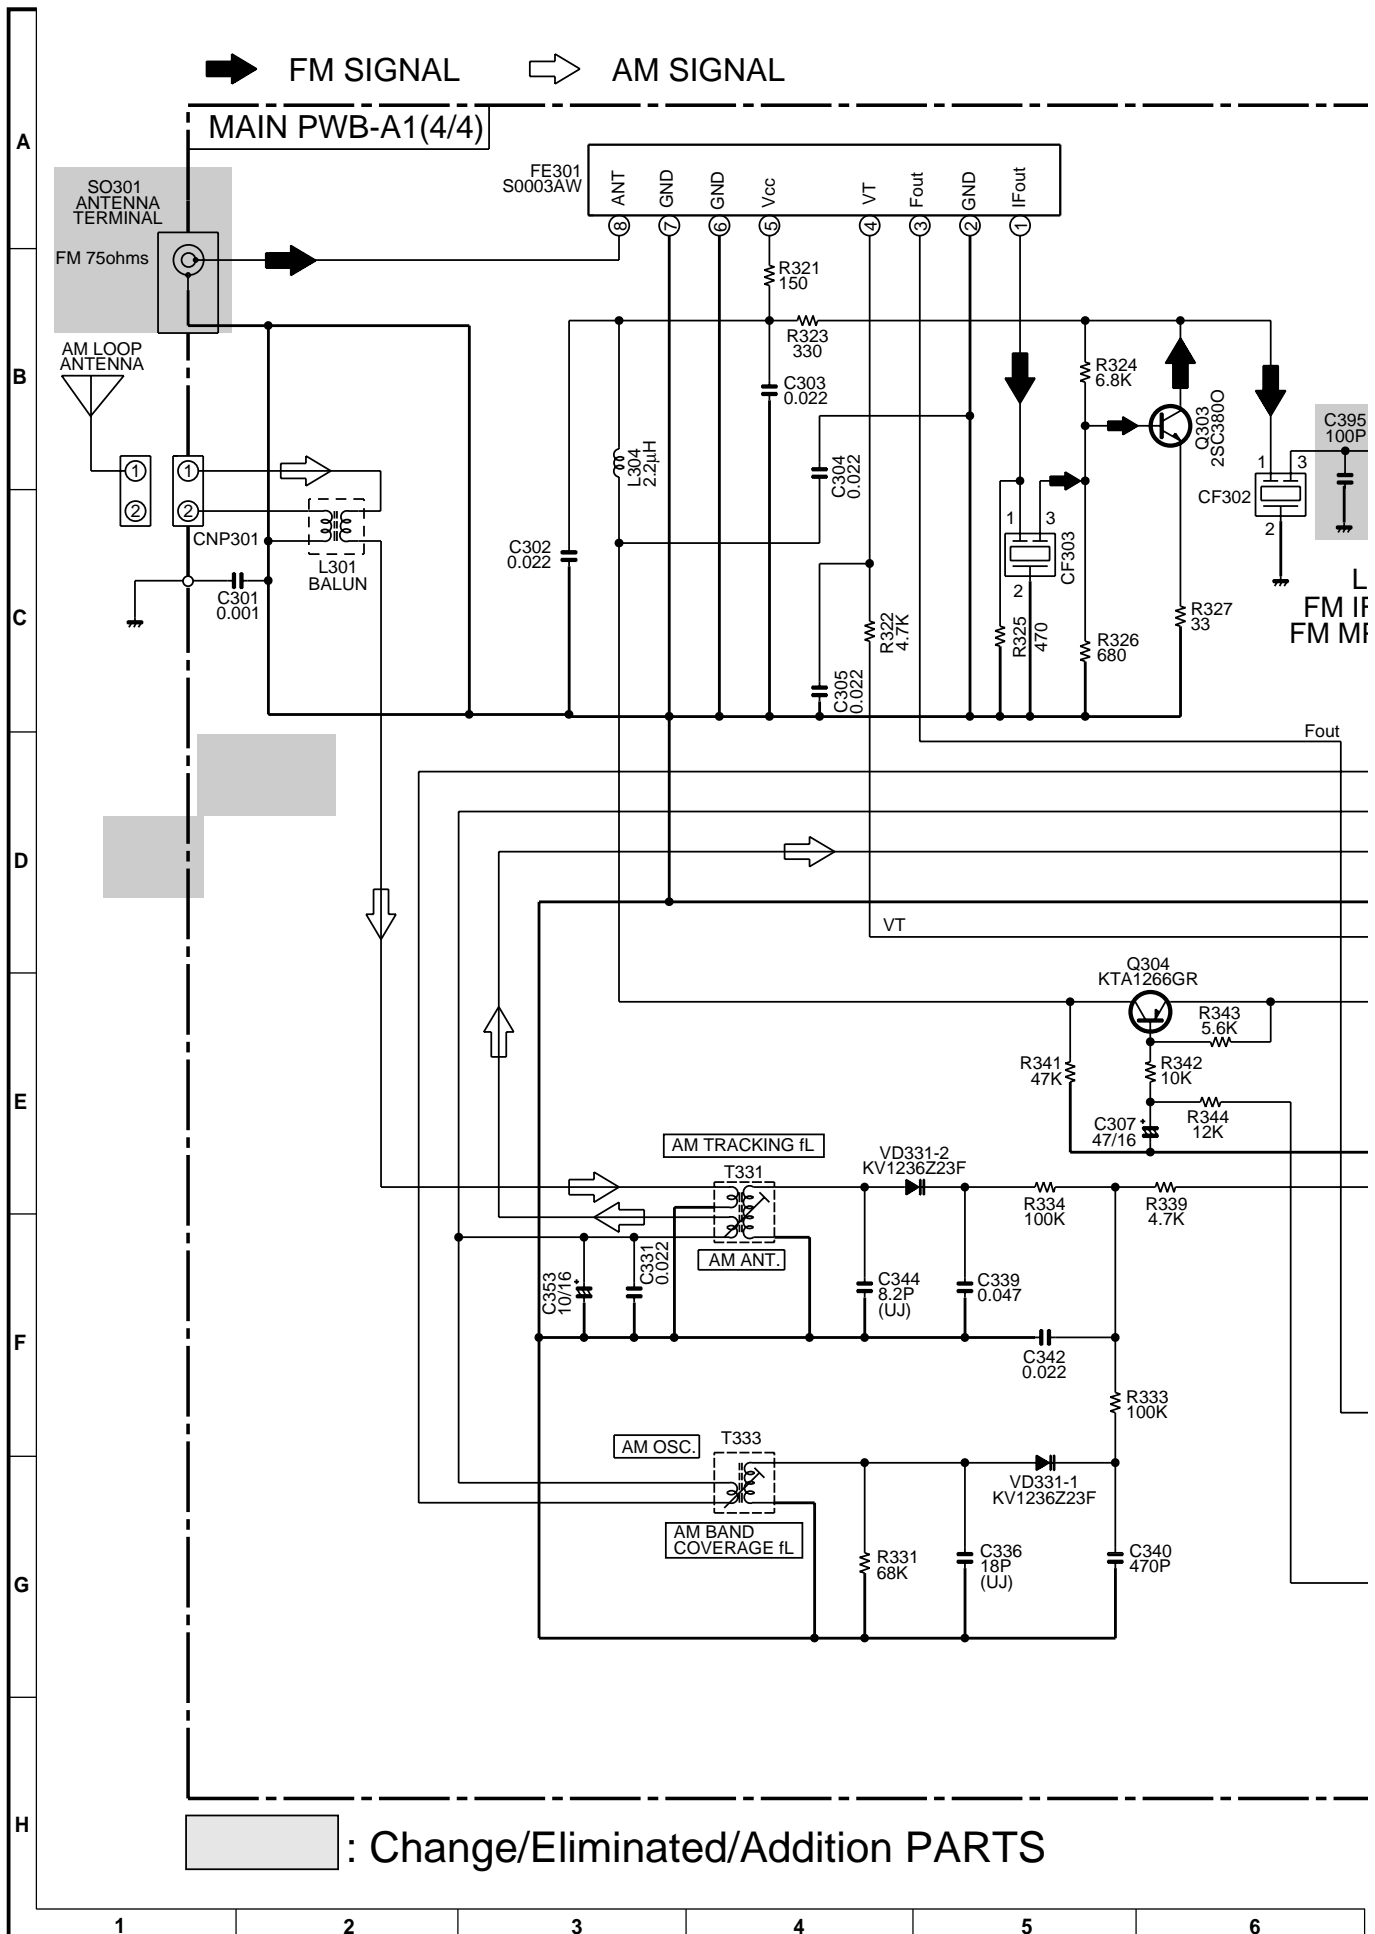 FM SIGNAL
AM SIGNAL
A
MAIN PWB-A1(4/4)
SO301
ANTENNA
TERMINAL
FM 75ohms
FE301
S0003AW
ANT
GND
GND
Vcc
VT
Fout
GND
IFout
8
7
6
5
4
3
2
1
R321
150
R323
330
B
AM LOOP
ANTENNA
C303
0.022
R324
6.8K
Q303
2SC380O
C395
100P
L304
2.2µH
C304
0.022
1
2
1
2
CNP301
L301
BALUN
C301
0.001
C302
0.022
1
3
2
CF303
1
3
2
CF302
C
R322
4.7K
C305
0.022
R325
470
R326
680
R327
33
L
FM IF
FM M
Fout
D
VT
Q304
KTA1266GR
R343
5.6K
R341
47K
R342
10K
E
R344
12K
C307
47/16
+
AM TRACKING fL
T331
VD331-2
KV1236Z23F
R334
100K
R339
4.7K
AM ANT.
C353
10/16
+
C331
0.022
C344
8.2P
(UJ)
C339
0.047
F
C342
0.022
R333
100K
AM OSC.
T333
VD331-1
KV1236Z23F
AM BAND
COVERAGE fL
R331
68K
C336
18P
(UJ)
C340
470P
G
H
: Change/Eliminated/Addition PARTS
1
2
3
4
5
6